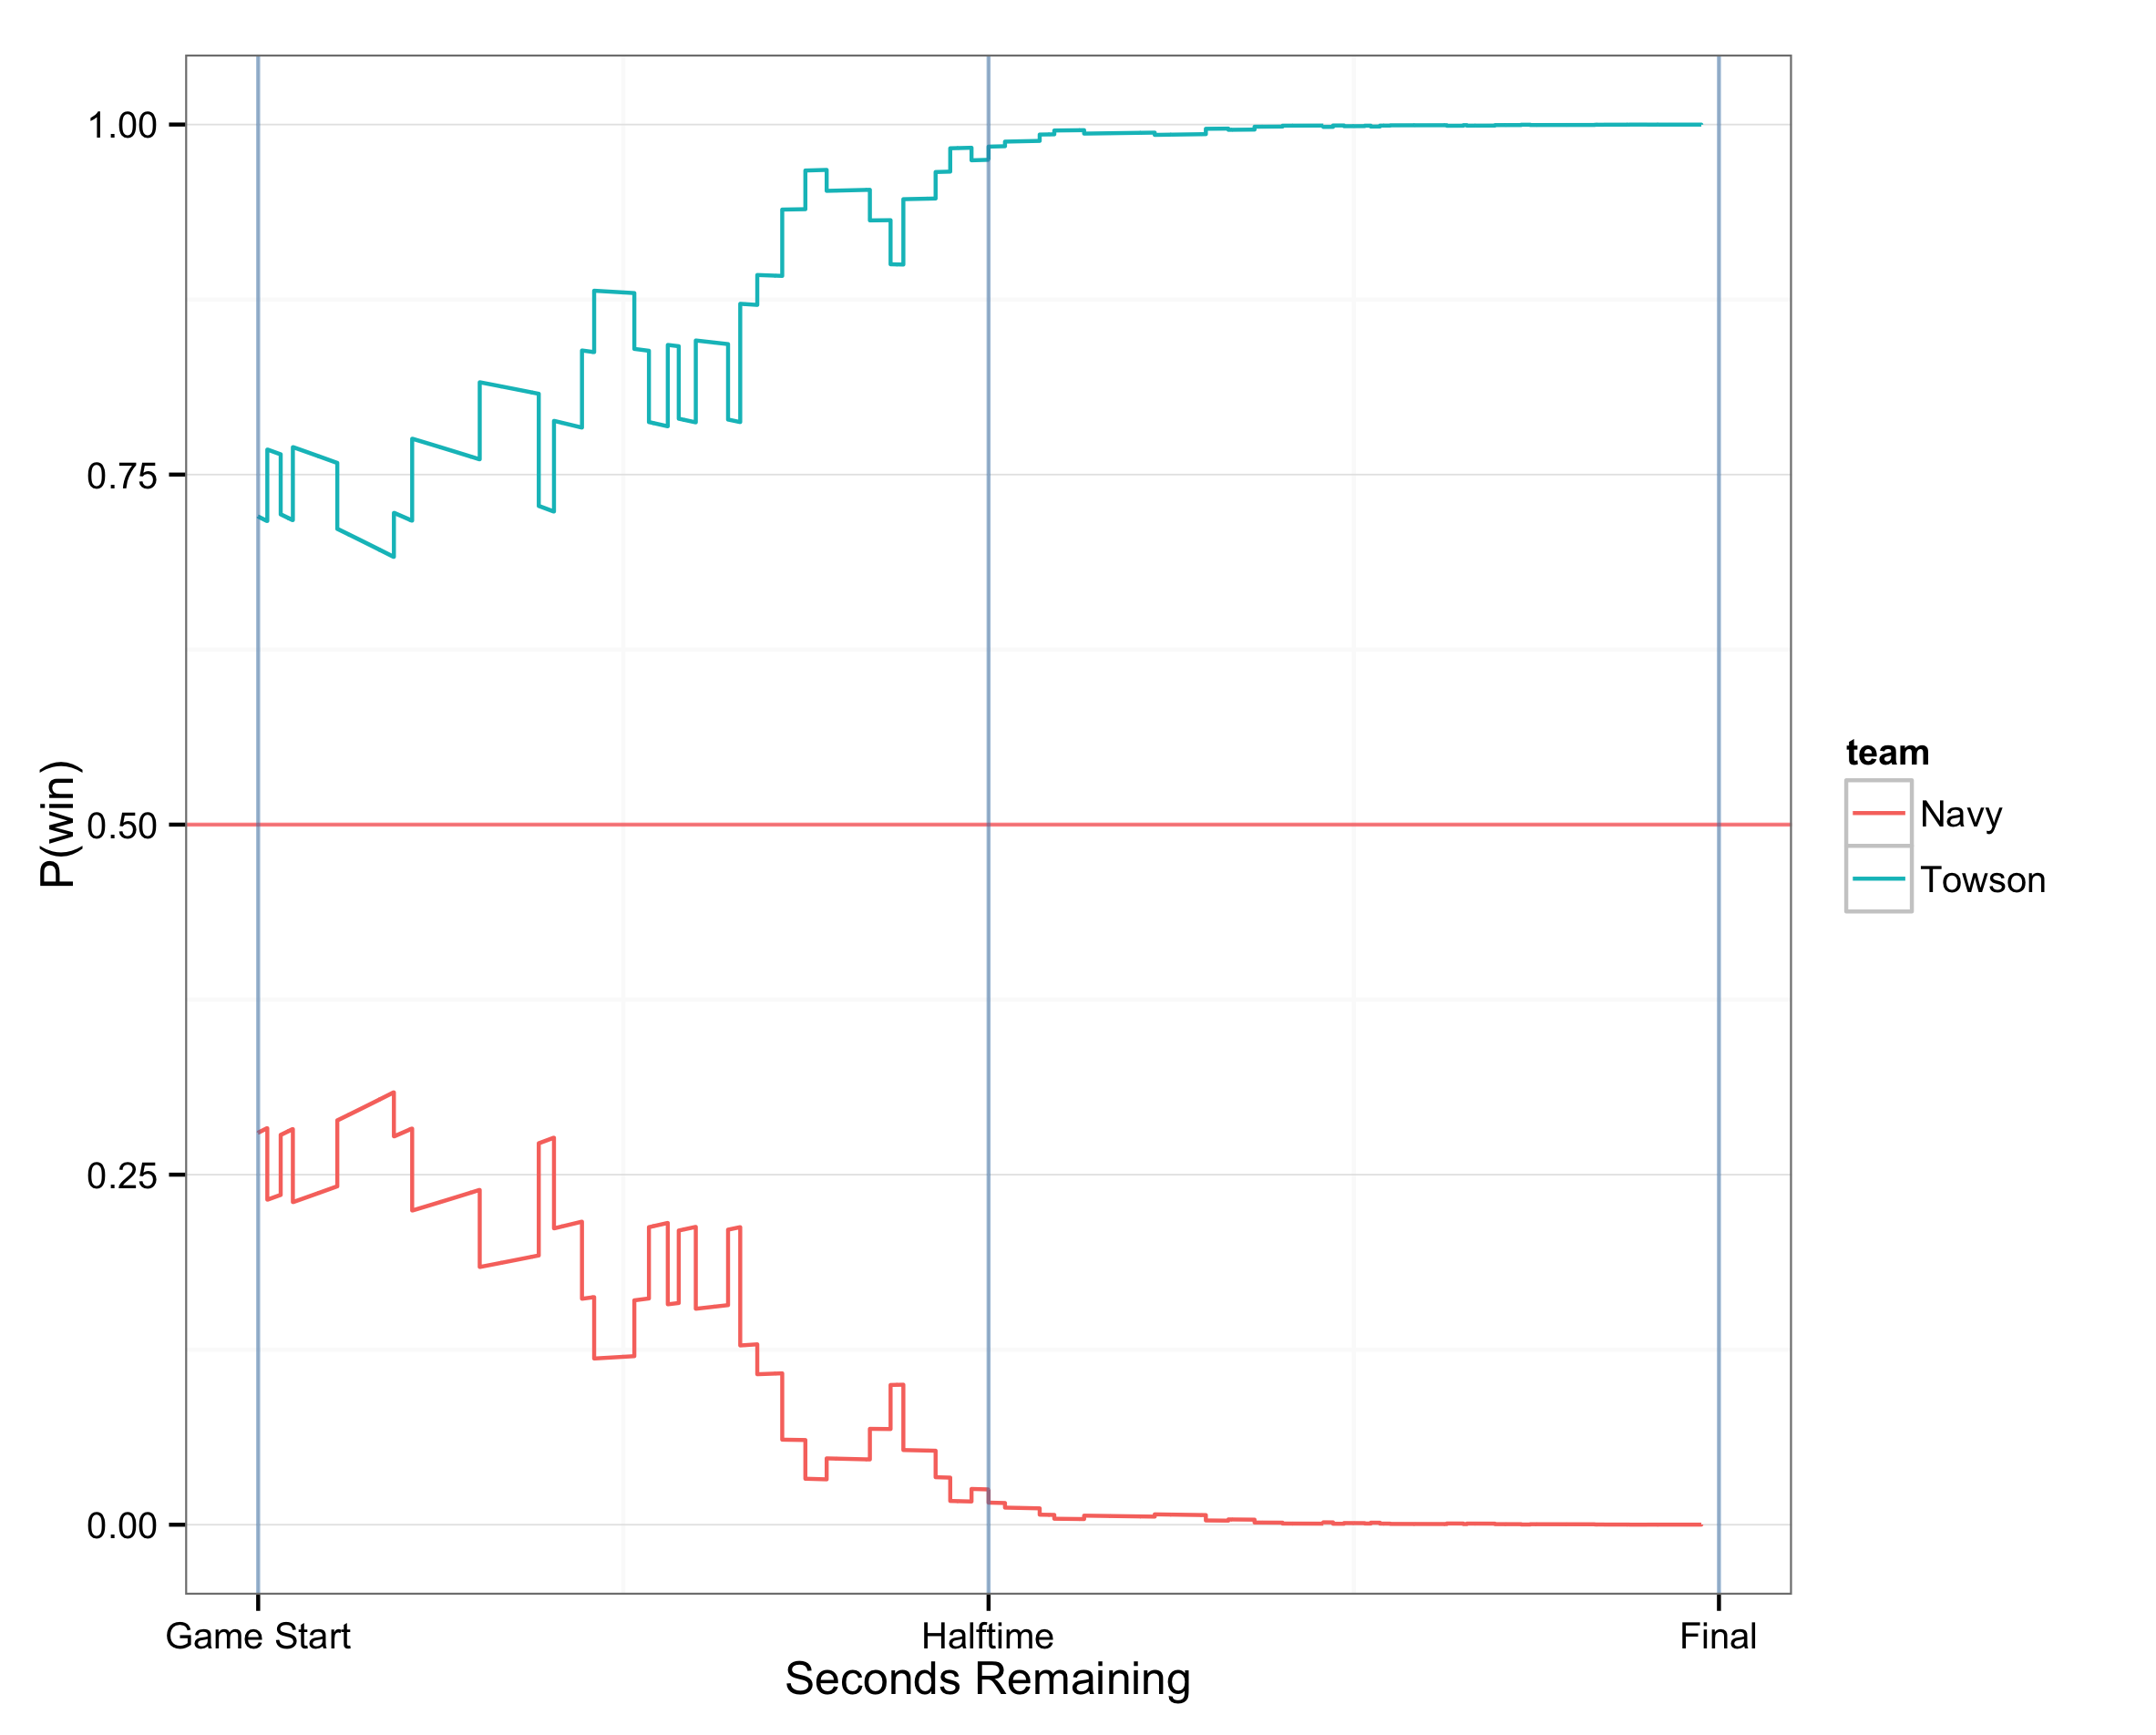 1.00
0.75
0.50
0.25
0.00
P(win)
Game Start
Halftime
Final
Seconds Remaining
team
Navy
Towson